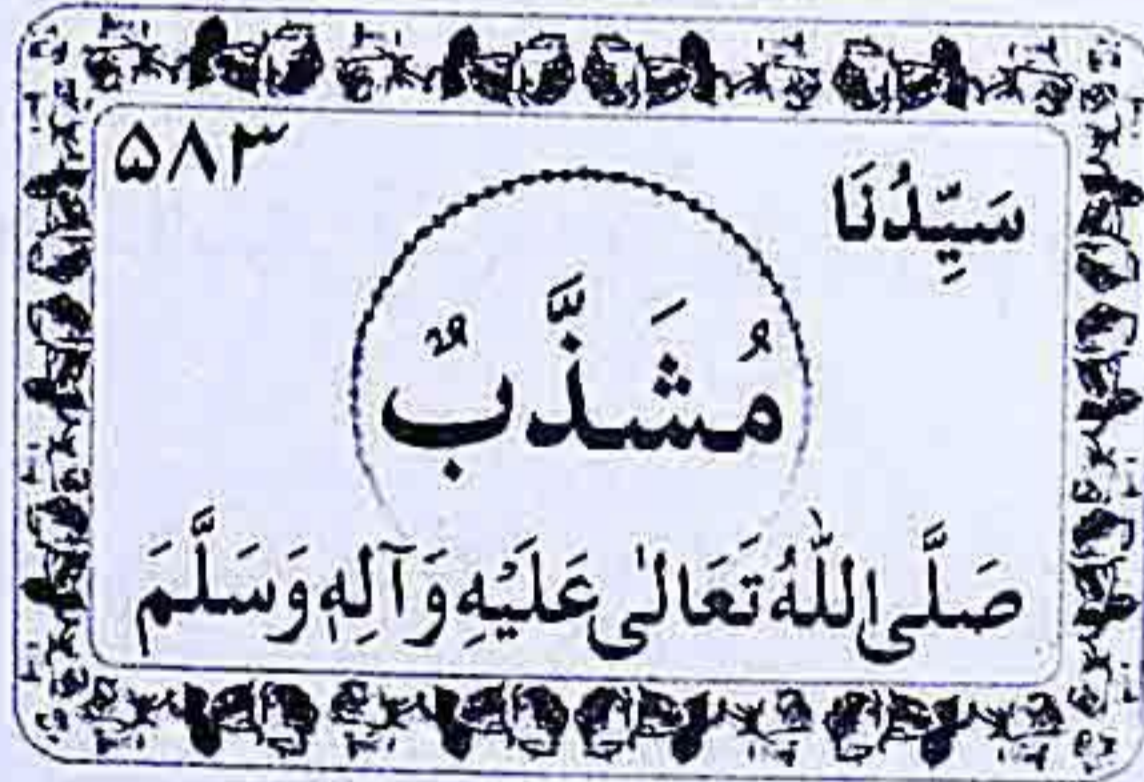 ۵۸۳
سَیِّدُنَا
مُشَذَّبٌ
صَلَّی اللّٰهُ تَعَالٰی عَلَیْهِ وَآلِهٖ وَسَلَّمَ